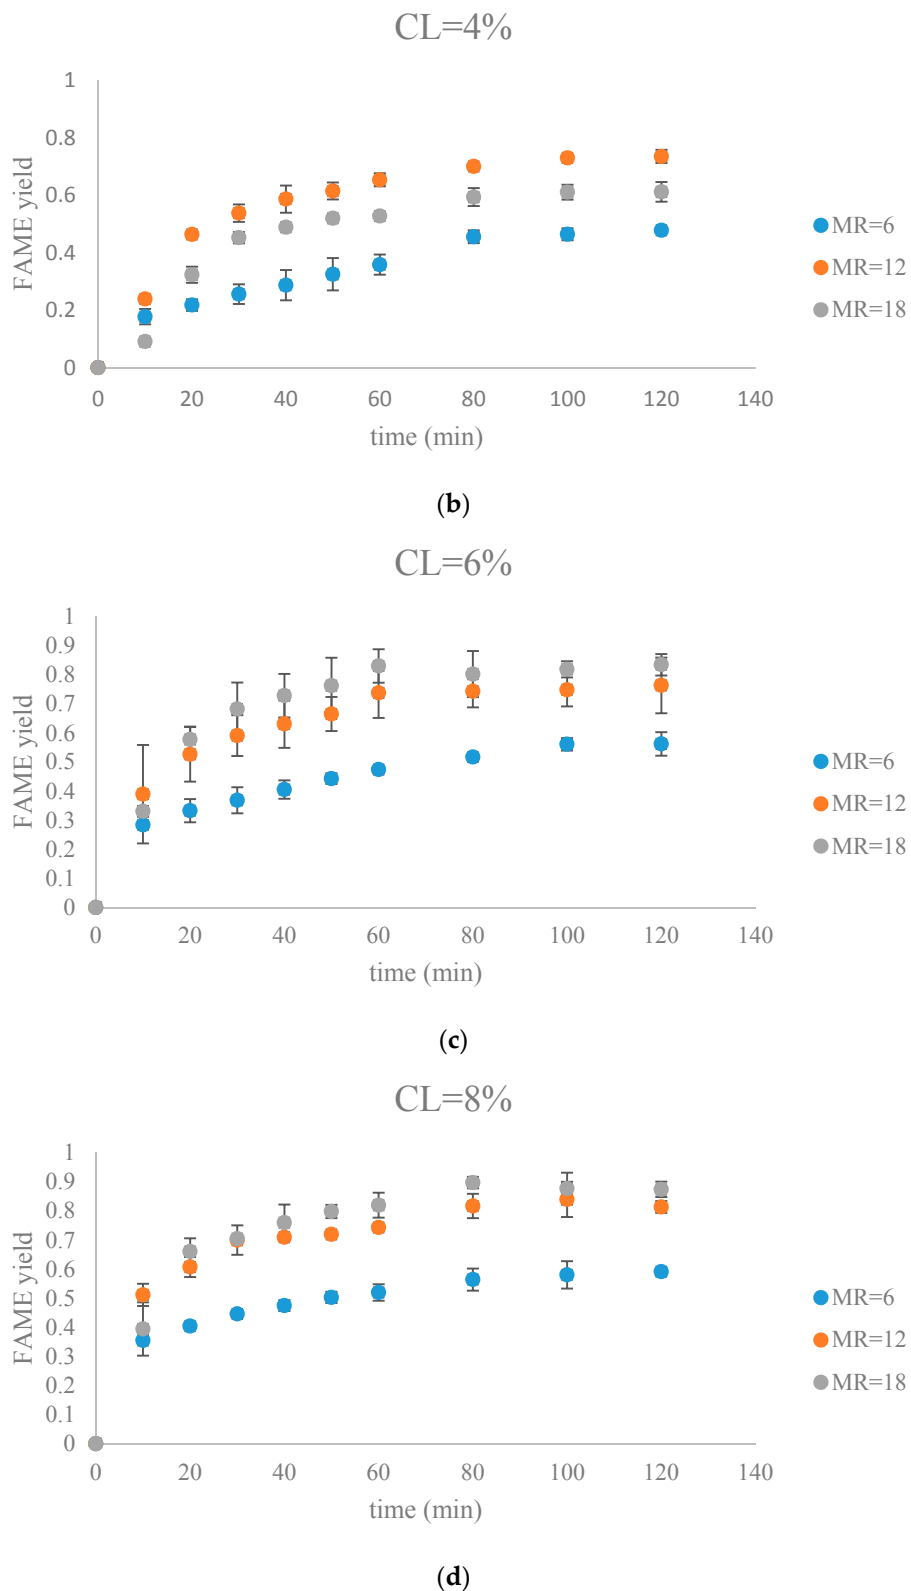 CL=4%
1
0.8
0.6
0.4
0.2
0
FAME yield
0 20 40 60 80 100 120 140
time (min)
MR=6
MR=12
MR=18
(b)
CL=6%
1
0.9
0.8
0.7
0.6
0.5
0.4
0.3
0.2
0.1
0
FAME yield
0 20 40 60 80 100 120 140
time (min)
MR=6
MR=12
MR=18
(c)
CL=8%
1
0.9
0.8
0.7
0.6
0.5
0.4
0.3
0.2
0.1
0
FAME yield
0 20 40 60 80 100 120 140
time (min)
MR=6
MR=12
MR=18
(d)